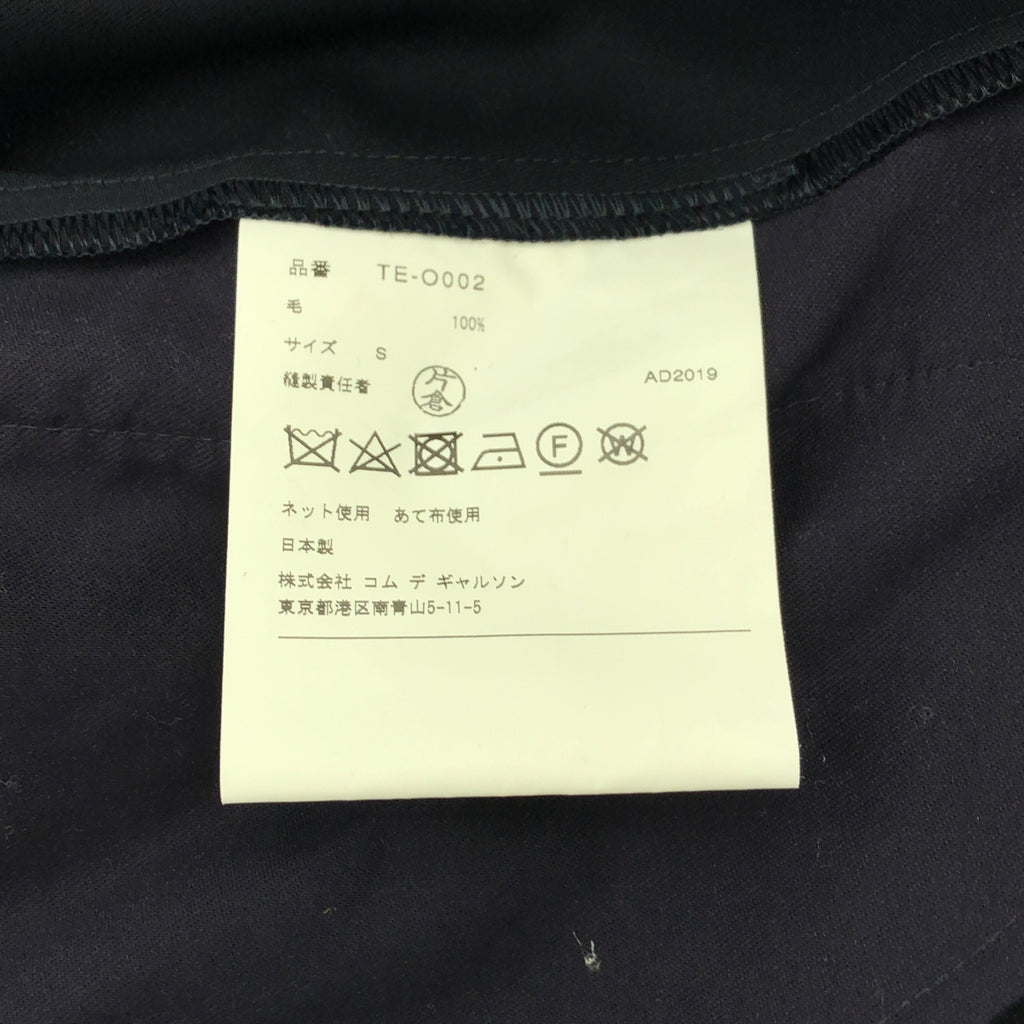 品番 TE-O002
毛
100%
サイズ S
縫製責任者 片倉
AD2019
F W
ネット使用 あて布使用
日本製
株式会社 コム デ ギャルソン
東京都港区南青山5-11-5